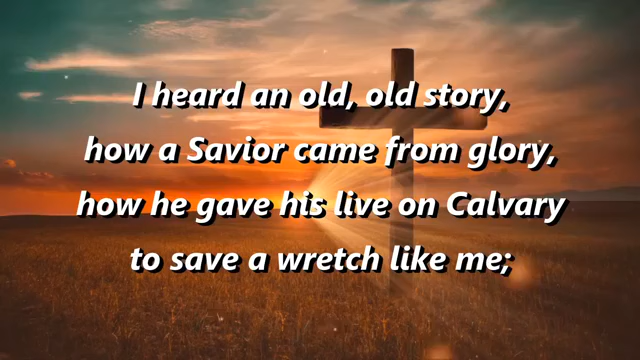 I heard an old, old story,
how a Savior came from glory,
how he gave his live on Calvary
to save a wretch like me;